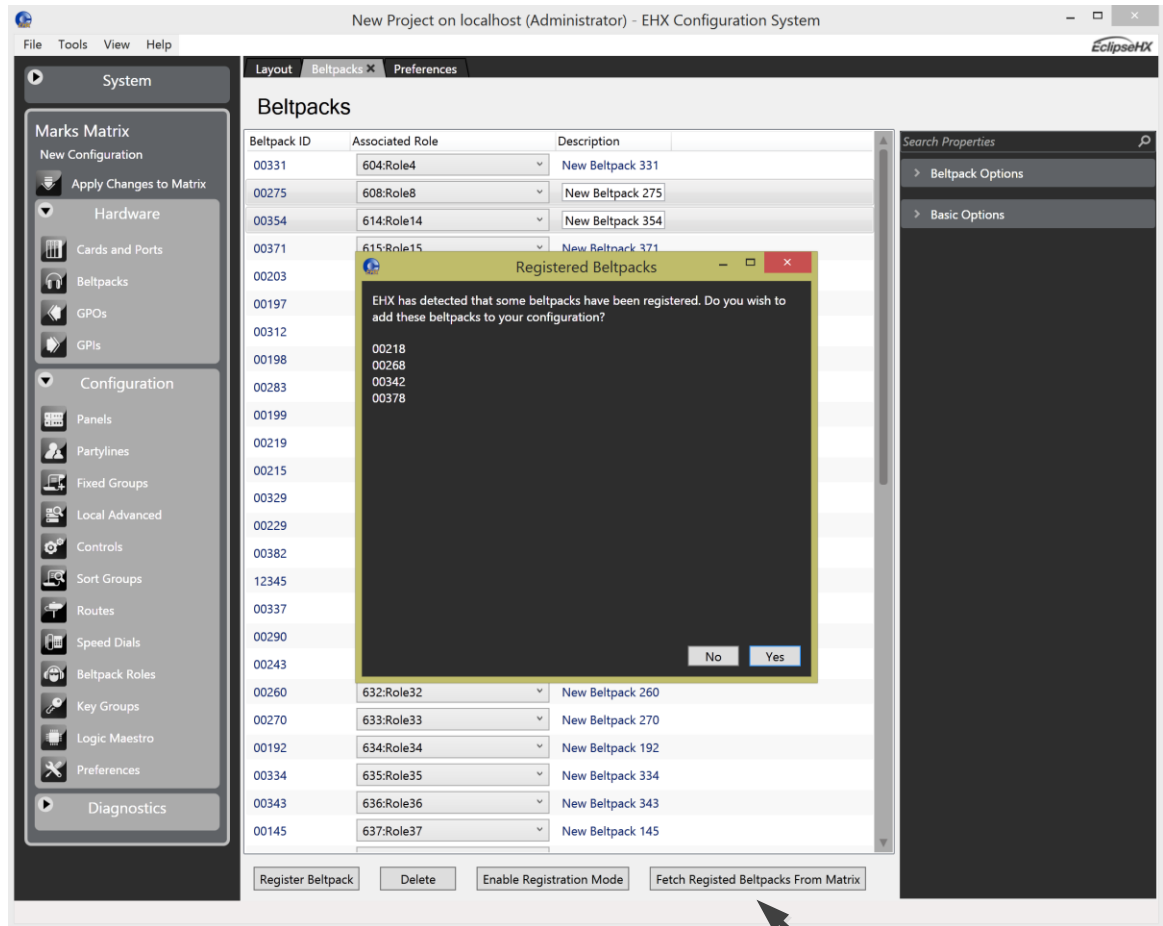 New Project on localhost (Administrator) - EHX Configuration System
File Tools View Help
EclipseHX
System
Marks Matrix
New Configuration
Apply Changes to Matrix
Hardware
Cards and Ports
Beltpacks
GPOs
GPIs
Configuration
Panels
Partylines
Fixed Groups
Local Advanced
Controls
Sort Groups
Routes
Speed Dials
Beltpack Roles
Key Groups
Logic Maestro
Preferences
Diagnostics
Layout Beltpacks Preferences
Beltpacks
Beltpack ID Associated Role Description
00331 604:Role4 New Beltpack 331
00275 608:Role8 New Beltpack 275
00354 614:Role14 New Beltpack 354
00371 615:Role15 New Beltpack 371
00203
00197
00312
00198
00283
00199
00219
00215
00329
00229
00382
12345
00337
00290
00243
00260 632:Role32 New Beltpack 260
00270 633:Role33 New Beltpack 270
00192 634:Role34 New Beltpack 192
00334 635:Role35 New Beltpack 334
00343 636:Role36 New Beltpack 343
00145 637:Role37 New Beltpack 145
Registered Beltpacks
EHX has detected that some beltpacks have been registered. Do you wish to
add these beltpacks to your configuration?
00218
00268
00342
00378
No Yes
Register Beltpack Delete Enable Registration Mode Fetch Registed Beltpacks From Matrix
Search Properties
Beltpack Options
Basic Options